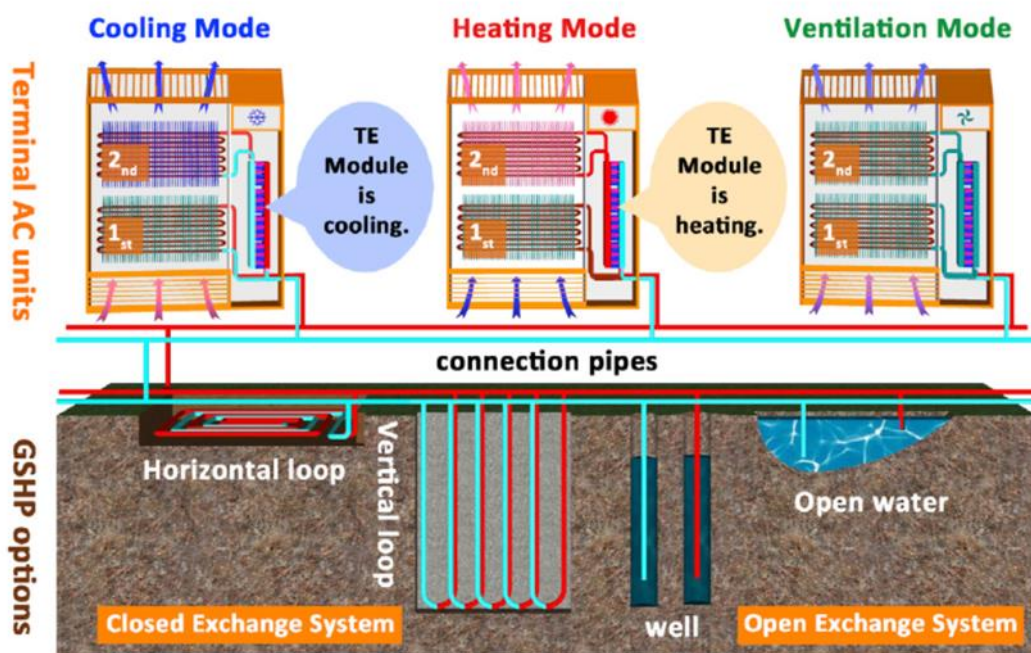 Cooling Mode
Heating Mode
Ventilation Mode
Terminal AC units
2nd
1st
TE
Module
is
cooling.
2nd
1st
TE
Module
is
heating.
2nd
1st
connection pipes
GSHP options
Horizontal loop
Vertical loop
well
Open water
Closed Exchange System
Open Exchange System